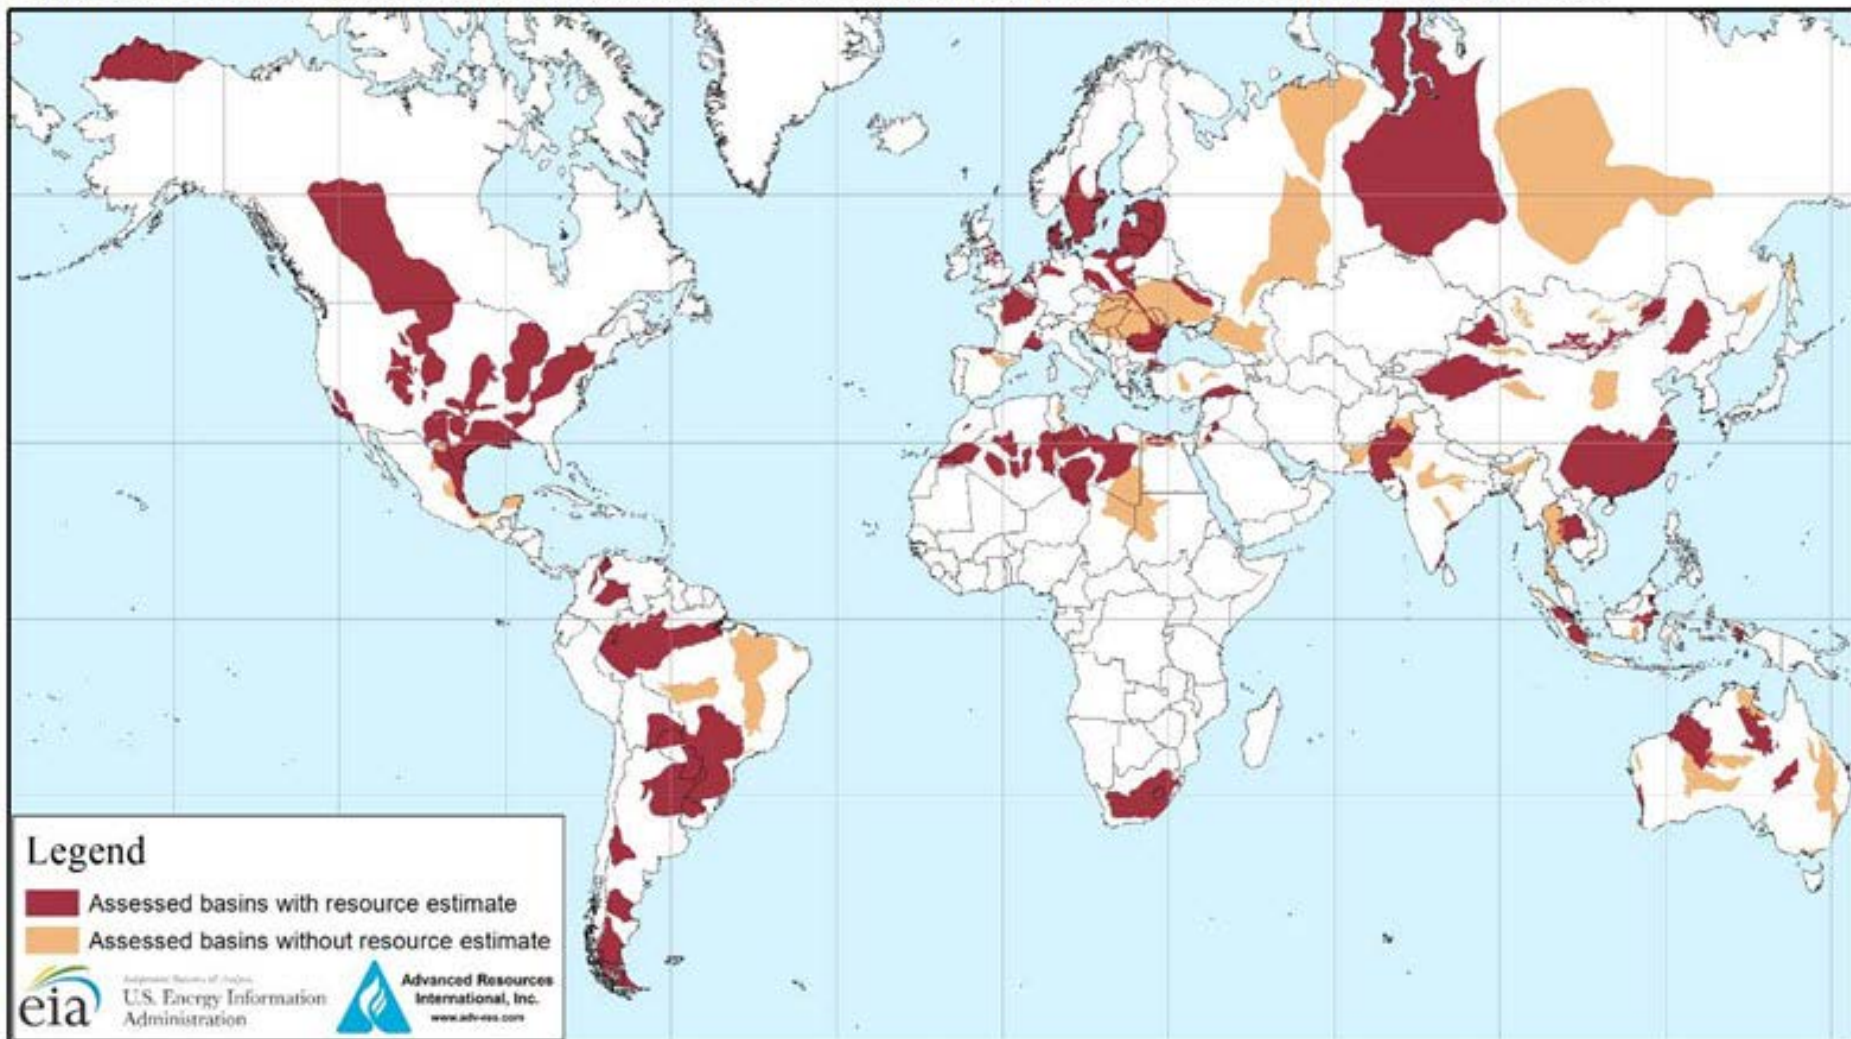 Legend
Assessed basins with resource estimate
Assessed basins without resource estimate
eia
U.S. Energy Information
Administration
Advanced Resources
International, Inc.
www.adv-res.com